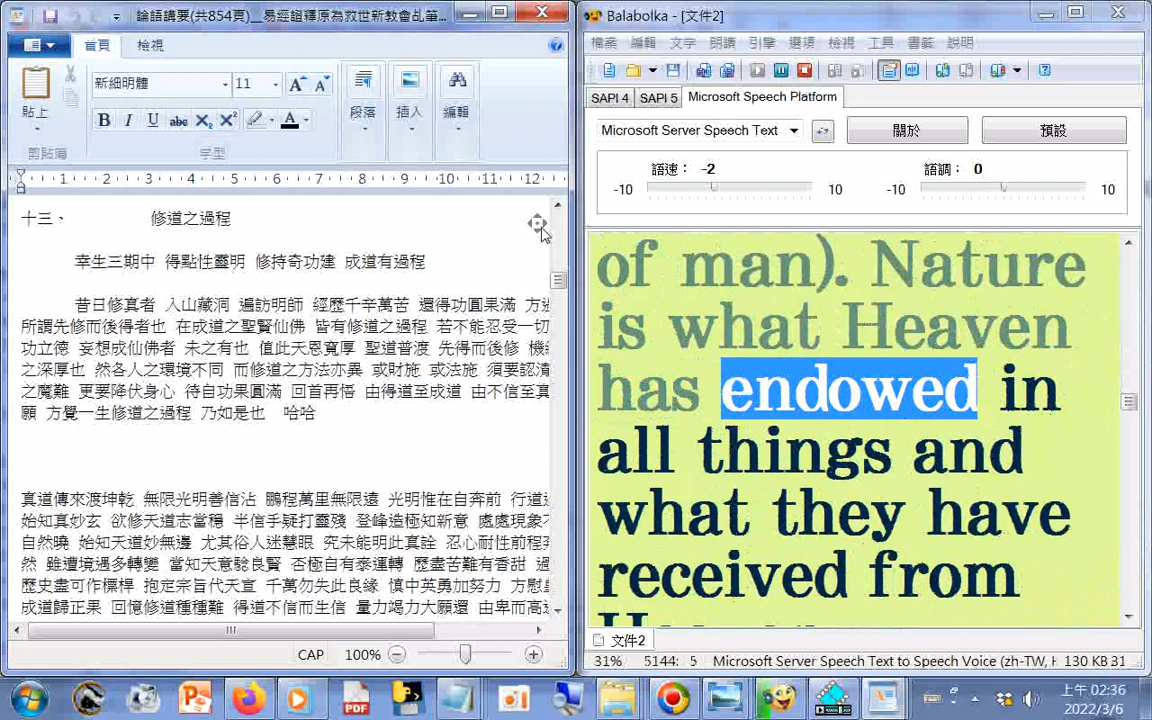 論語講要(共854頁)__易經證釋原為救世新教會乩筆...
首頁 檢視
新細明體 11
貼上
段落 插入 編輯
剪貼簿 字型
1 2 3 4 5 6 7 8 9 10 11 12
十三、 修道之過程
幸生三期中 得點性靈明 修持奇功建 成道有過程
昔日修真者 入山藏洞 遍訪明師 經歷千辛萬苦 還得功圓果滿 方
所謂先修而後得者也 在成道之聖賢仙佛 皆有修道之過程 若不能忍受一切
功立德 妄想成仙佛者 未之有也 值此天恩寬厚 聖道普渡 先得而後修 機
之深厚也 然各人之環境不同 而修道之方法亦異 或財施 或法施 須要認清
之魔難 更要降伏身心 待自功果圓滿 回首再悟 由得道至成道 由不信至真
願 方覺一生修道之過程 乃如是也 哈哈
真道傳來渡坤乾 無限光明善信沾 鵬程萬里無限遠 光明惟在自奔前 行道
始知真妙玄 欲修天道志當穩 半信乎疑打靈殘 登峰造極知新意 處處現象
自然曉 始知天道妙無邊 尤其俗人迷慧眼 究未能明此真詮 忍心耐性前程
然 雖遭境遇多轉變 當知天意驗良賢 否極自有泰運轉 歷盡苦難有香甜
歷史盡可作標桿 抱定宗旨代天宣 千萬勿失此良緣 慎中英勇加努力 方慰
成道歸正果 回憶修道種種難 得道不信而生信 量力竭力大願還 由卑而高
CAP 100%
Balabolka - [文件2]
檔案 編輯 文字 朗讀 引擎 選項 檢視 工具 書籤 說明
SAPI 4 SAPI 5 Microsoft Speech Platform
Microsoft Server Speech Text 關於 預設
語速： -2 語調： 0
-10 10 -10 10
of man). Nature
is what Heaven
has endowed in
all things and
what they have
received from
文件2
31% 5144: 5 Microsoft Server Speech Text to Speech Voice (zh-TW, H 130 KB 31
上午 02:36
2022/3/6